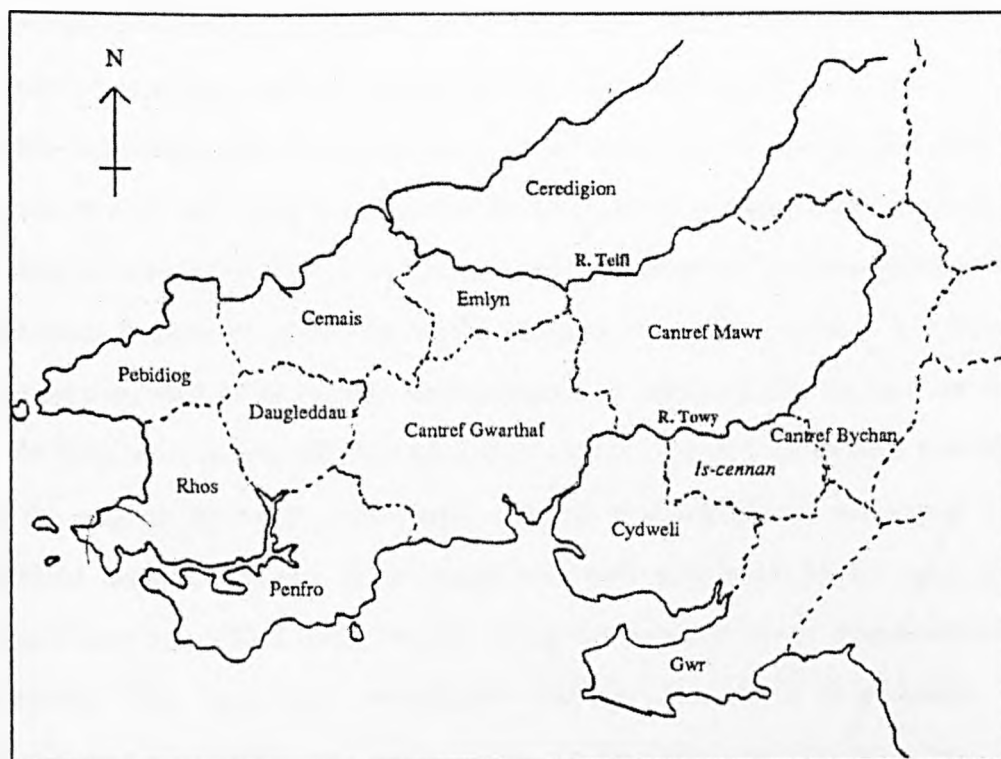 N
Ceredigion
R. Teifi
Emlyn
Cemais
Cantref Mawr
Pebidiog
Daugleddau
Cantref Gwarthaf
R. Towy
Cantref Bychan
Is-cennan
Rhos
Cydweli
Penfro
Gwr